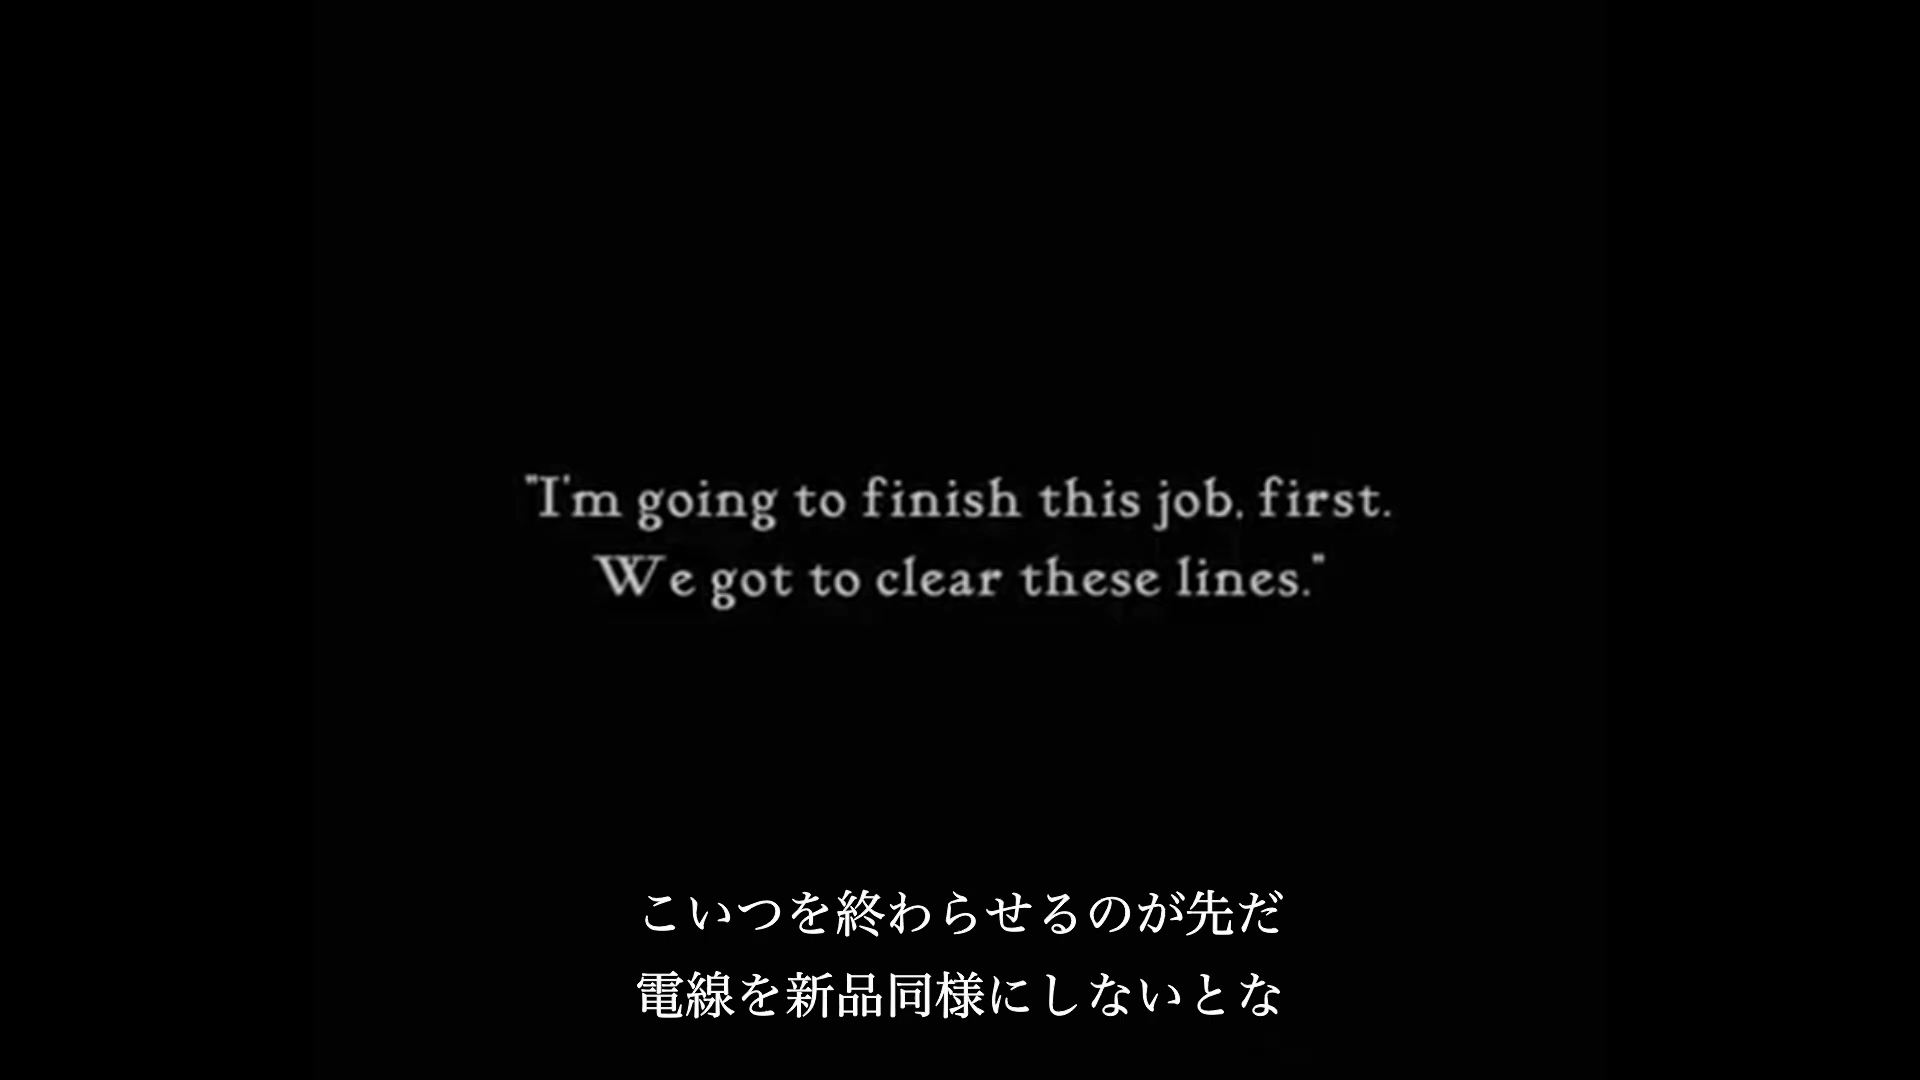 "I'm going to finish this job, first.
We got to clear these lines."
こいつを終わらせるのが先だ
電線を新品同様にしないとな